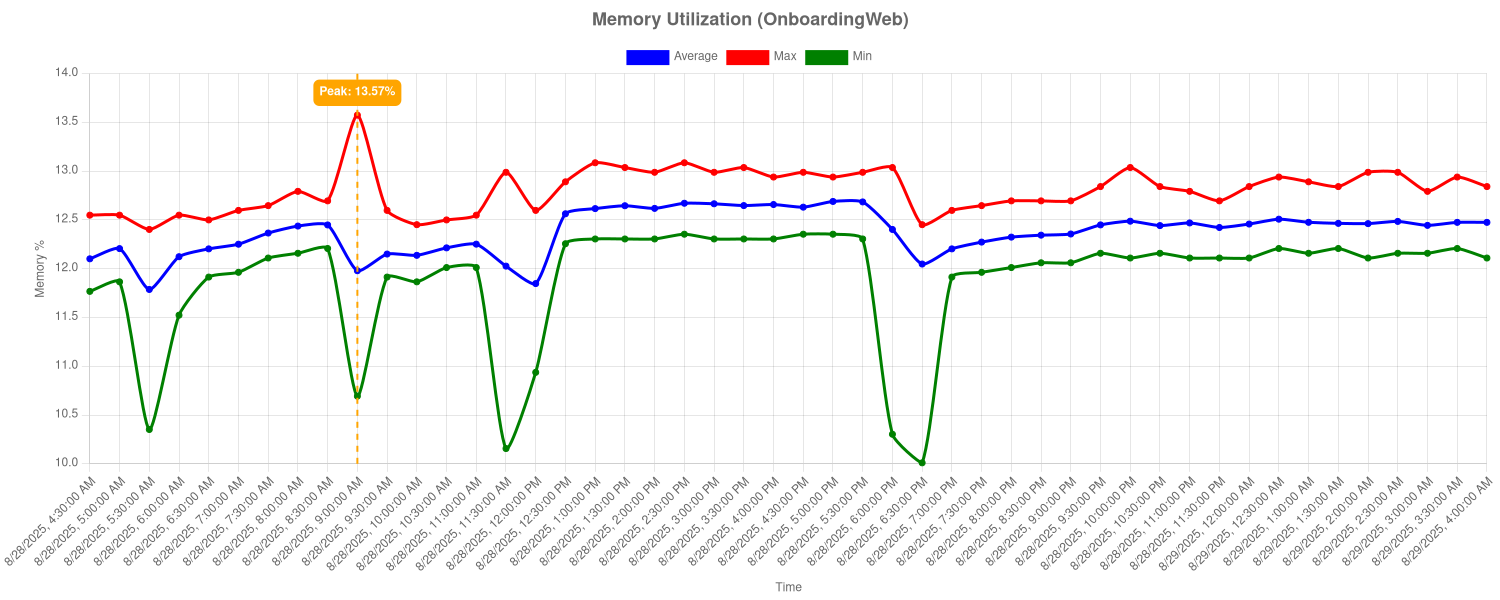 Memory Utilization (OnboardingWeb)
Average Max Min
Peak: 13.57%
14.0
13.5
13.0
12.5
12.0
11.5
11.0
10.5
10.0
Memory %
8/28/2025, 4:30:00 AM
8/28/2025, 5:00:00 AM
8/28/2025, 5:30:00 AM
8/28/2025, 6:00:00 AM
8/28/2025, 6:30:00 AM
8/28/2025, 7:00:00 AM
8/28/2025, 7:30:00 AM
8/28/2025, 8:00:00 AM
8/28/2025, 8:30:00 AM
8/28/2025, 9:00:00 AM
8/28/2025, 9:30:00 AM
8/28/2025, 10:00:00 AM
8/28/2025, 10:30:00 AM
8/28/2025, 11:00:00 AM
8/28/2025, 11:30:00 AM
8/28/2025, 12:00:00 PM
8/28/2025, 12:30:00 PM
8/28/2025, 1:00:00 PM
8/28/2025, 1:30:00 PM
8/28/2025, 2:00:00 PM
8/28/2025, 2:30:00 PM
8/28/2025, 3:00:00 PM
8/28/2025, 3:30:00 PM
8/28/2025, 4:00:00 PM
8/28/2025, 4:30:00 PM
8/28/2025, 5:00:00 PM
8/28/2025, 5:30:00 PM
8/28/2025, 6:00:00 PM
8/28/2025, 6:30:00 PM
8/28/2025, 7:00:00 PM
8/28/2025, 7:30:00 PM
8/28/2025, 8:00:00 PM
8/28/2025, 8:30:00 PM
8/28/2025, 9:00:00 PM
8/28/2025, 9:30:00 PM
8/28/2025, 10:00:00 PM
8/28/2025, 10:30:00 PM
8/28/2025, 11:00:00 PM
8/28/2025, 11:30:00 PM
8/29/2025, 12:00:00 AM
8/29/2025, 12:30:00 AM
8/29/2025, 1:00:00 AM
8/29/2025, 1:30:00 AM
8/29/2025, 2:00:00 AM
8/29/2025, 2:30:00 AM
8/29/2025, 3:00:00 AM
8/29/2025, 3:30:00 AM
8/29/2025, 4:00:00 AM
Time